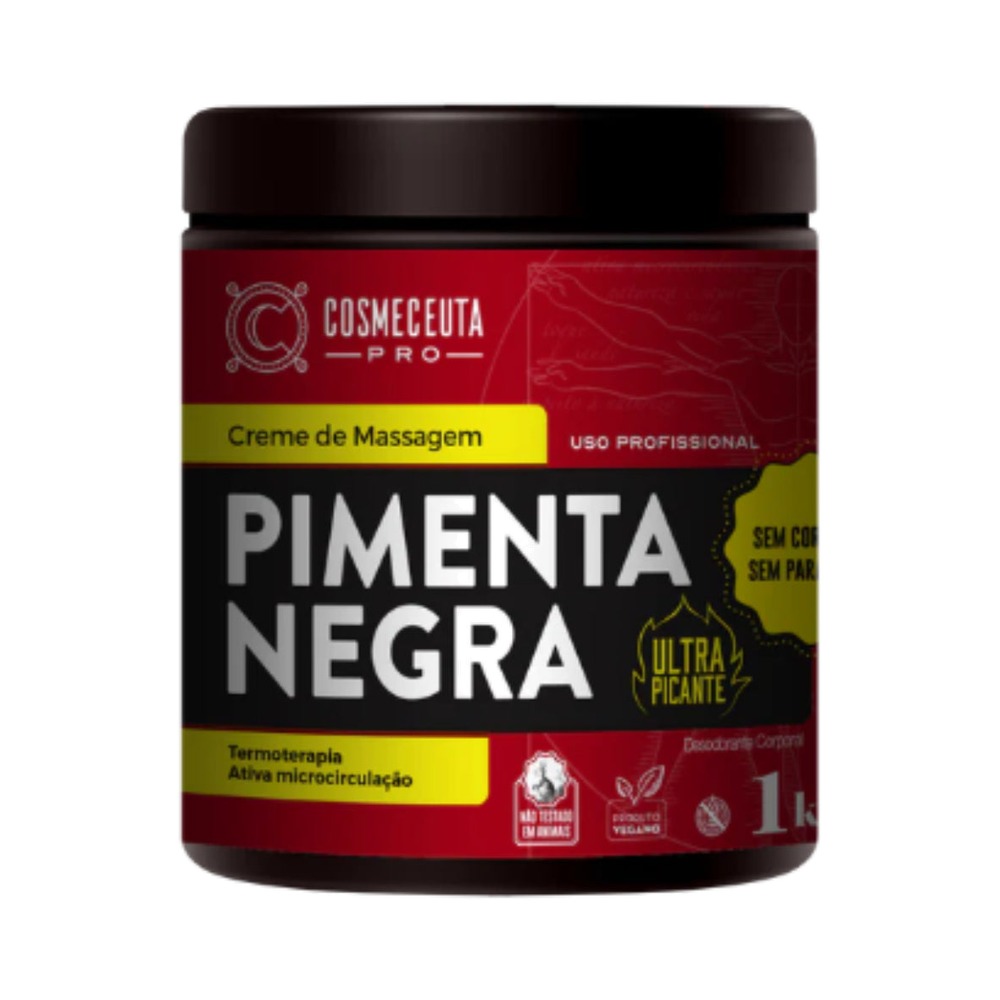 COSMECEUTA
PRO
Creme de Massagem
USO PROFISSIONAL
PIMENTA
NEGRA
SEM COR
SEM PAR
ULTRA
PICANTE
Termoterapia
Ativa microcirculação
Desodorante Corporal
NÃO TESTADO
EM ANIMAIS
PRODUTO
VEGANO
1k